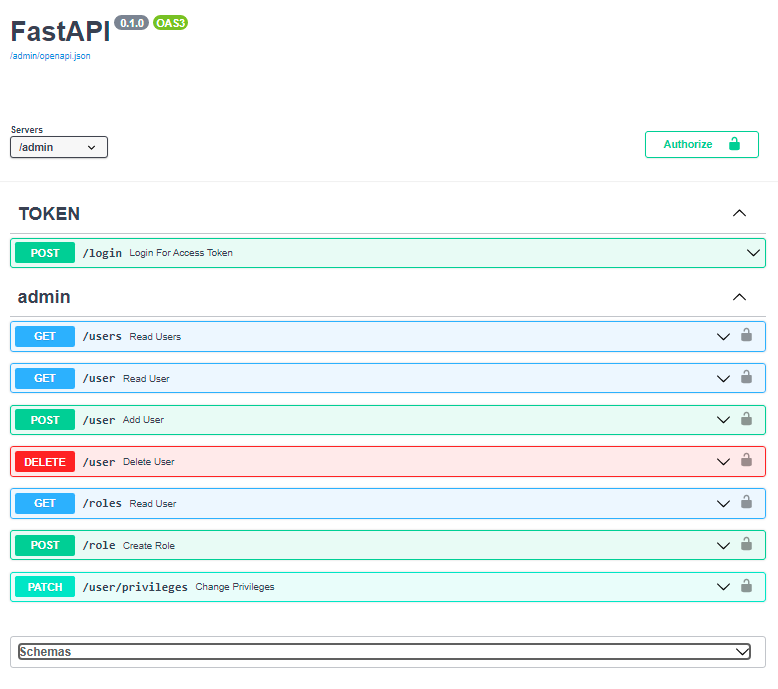 FastAPI 0.1.0 OAS3
/admin/openapi.json
Servers
/admin
Authorize
TOKEN
POST /login Login For Access Token
admin
GET /users Read Users
GET /user Read User
POST /user Add User
DELETE /user Delete User
GET /roles Read User
POST /role Create Role
PATCH /user/privileges Change Privileges
Schemas